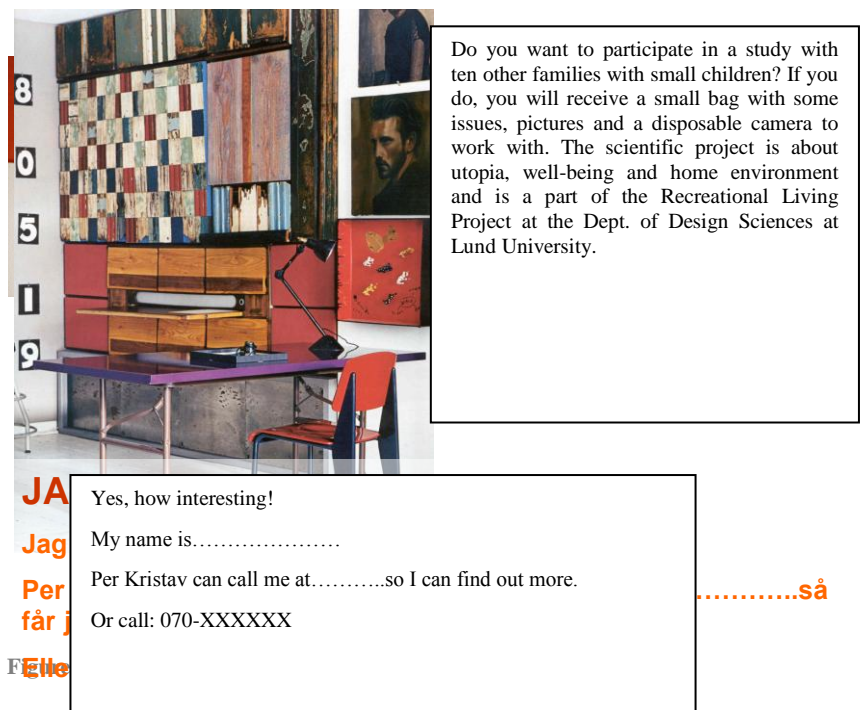 8
0
5
1
9
Do you want to participate in a study with
ten other families with small children? If you
do, you will receive a small bag with some
issues, pictures and a disposable camera to
work with. The scientific project is about
utopia, well-being and home environment
and is a part of the Recreational Living
Project at the Dept. of Design Sciences at
Lund University.
JA
Yes, how interesting!
Jag
My name is…………………
Per
Per Kristav can call me at………..so I can find out more.
…………..så
får j
Or call: 070-XXXXXX
Figure
Elle